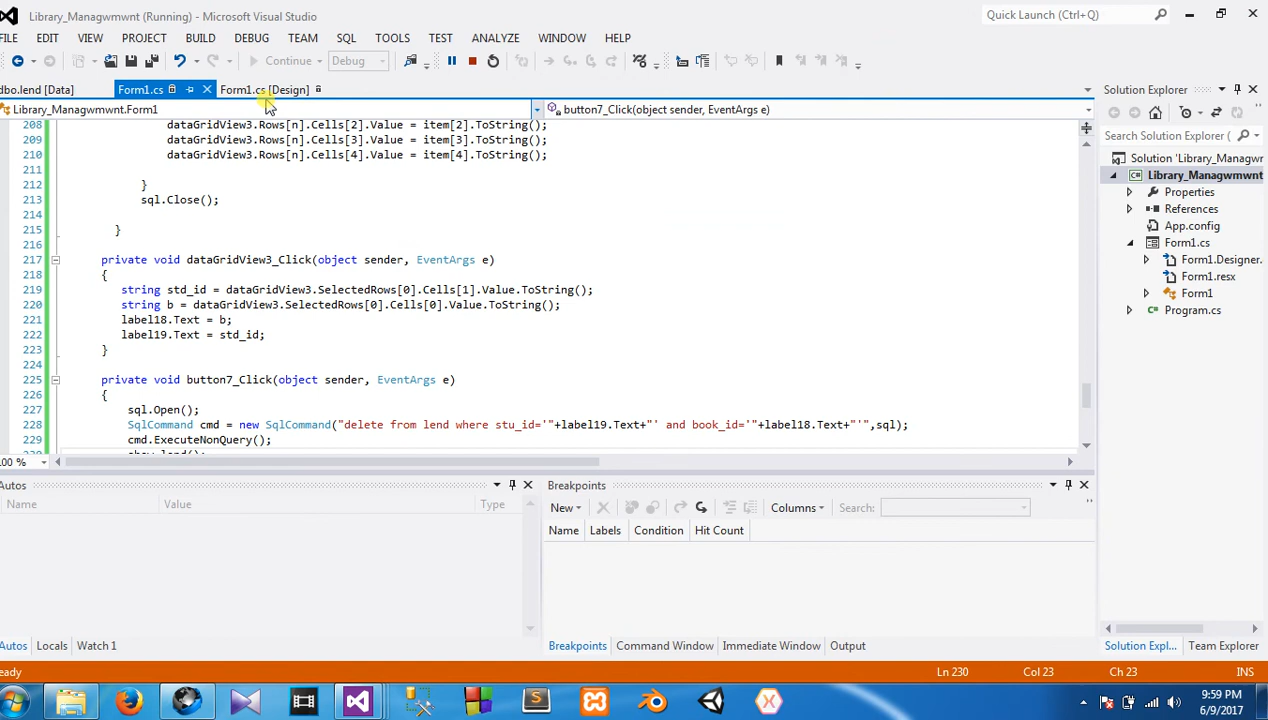 Library_Managwmwnt (Running) - Microsoft Visual Studio
Quick Launch (Ctrl+Q)
FILE EDIT VIEW PROJECT BUILD DEBUG TEAM SQL TOOLS TEST ANALYZE WINDOW HELP
Continue Debug
dbo.lend [Data] Form1.cs Form1.cs [Design]
Library_Managwmwnt.Form1 button7_Click(object sender, EventArgs e)
208 dataGridView3.Rows[n].Cells[2].Value = item[2].ToString();
209 dataGridView3.Rows[n].Cells[3].Value = item[3].ToString();
210 dataGridView3.Rows[n].Cells[4].Value = item[4].ToString();
211
212 }
213 sql.Close();
214
215 }
216
217 private void dataGridView3_Click(object sender, EventArgs e)
218 {
219 string std_id = dataGridView3.SelectedRows[0].Cells[1].Value.ToString();
220 string b = dataGridView3.SelectedRows[0].Cells[0].Value.ToString();
221 label18.Text = b;
222 label19.Text = std_id;
223 }
224
225 private void button7_Click(object sender, EventArgs e)
226 {
227 sql.Open();
228 SqlCommand cmd = new SqlCommand("delete from lend where stu_id='"+label19.Text+"' and book_id='"+label18.Text+"'",sql);
229 cmd.ExecuteNonQuery();
100 %
Solution Explorer
Search Solution Explorer (Ctrl+
Solution 'Library_Managwr
Library_Managwmwnt
Properties
References
App.config
Form1.cs
Form1.Designer.
Form1.resx
Form1
Program.cs
Autos
Name Value Type
Breakpoints
New Columns Search:
Name Labels Condition Hit Count
Autos Locals Watch 1
Breakpoints Command Window Immediate Window Output
Solution Expl... Team Explorer
Ready Ln 230 Col 23 Ch 23 INS
9:59 PM
6/9/2017